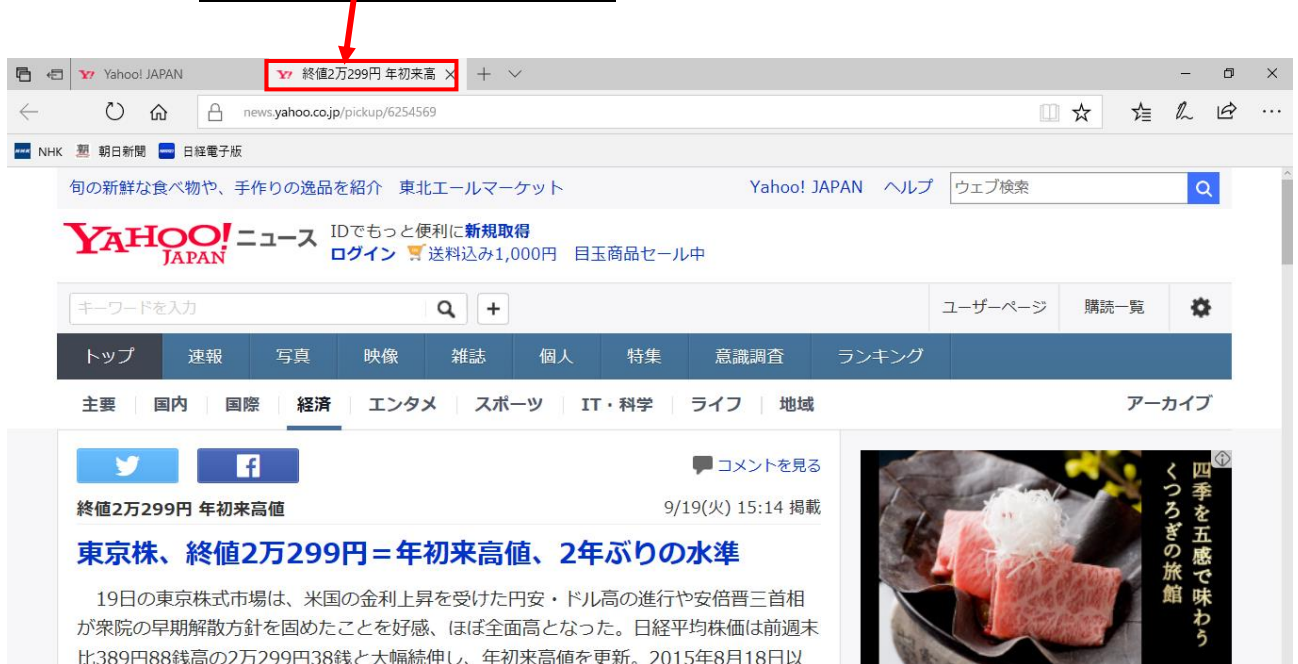 Yahoo! JAPAN
終値2万299円 年初来高
news.yahoo.co.jp/pickup/6254569
NHK 朝日新聞 日経電子版
旬の新鮮な食べ物や、手作りの逸品を紹介 東北エールマーケット
Yahoo! JAPAN ヘルプ
ウェブ検索
YAHOO! JAPAN ニュース
IDでもっと便利に新規取得
ログイン 送料込み1,000円 目玉商品セール中
キーワードを入力
ユーザーページ 購読一覧
トップ 速報 写真 映像 雑誌 個人 特集 意識調査 ランキング
主要 国内 国際 経済 エンタメ スポーツ IT・科学 ライフ 地域 アーカイブ
コメントを見る
終値2万299円 年初来高値
9/19(火) 15:14 掲載
東京株、終値2万299円＝年初来高値、2年ぶりの水準
19日の東京株式市場は、米国の金利上昇を受けた円安・ドル高の進行や安倍晋三首相
が衆院の早期解散方針を固めたことを好感、ほぼ全面高となった。日経平均株価は前週末
比389円88銭高の2万299円38銭と大幅続伸し、年初来高値を更新。2015年8月18日以
四季を五感で味わう
くつろぎの旅館